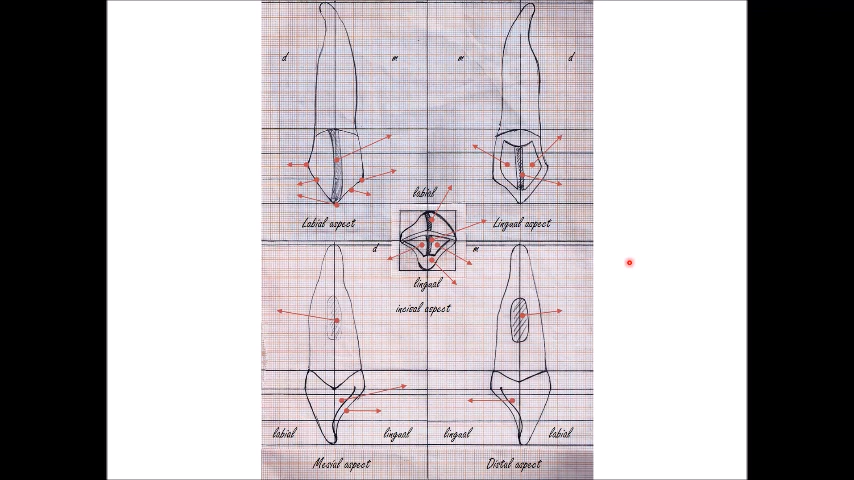 d
m
m
d
labial
Labial aspect
Lingual aspect
d
m
lingual
incisal aspect
labial
lingual
lingual
labial
Mesial aspect
Distal aspect